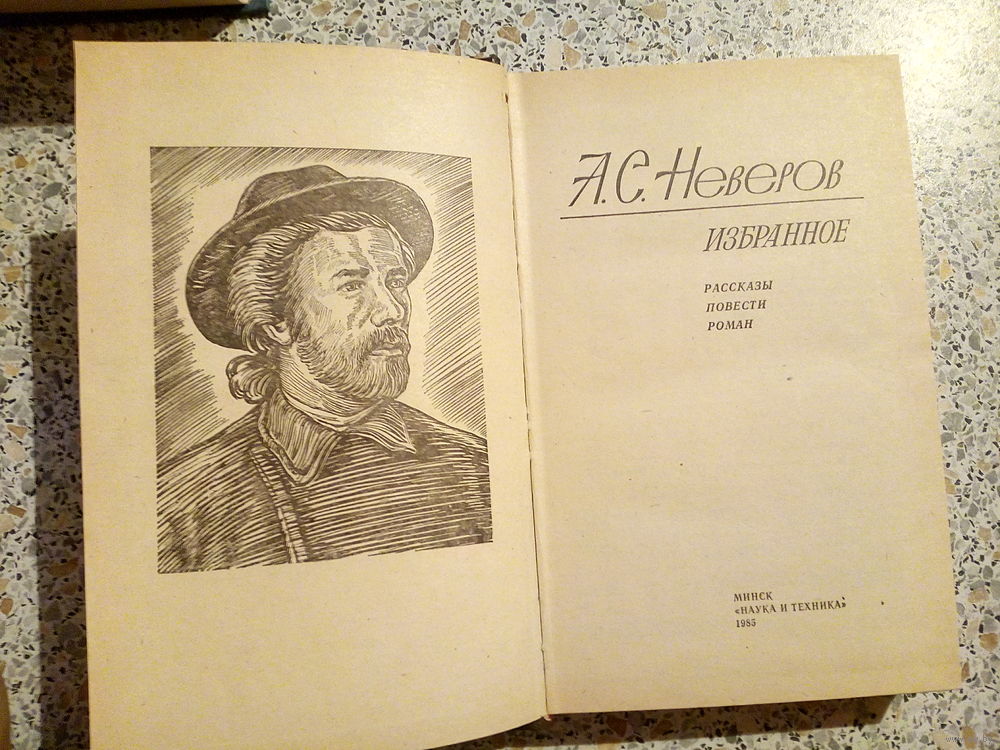 А.С. Неверов
ИЗБРАННОЕ
РАССКАЗЫ
ПОВЕСТИ
РОМАН
МИНСК
«НАУКА И ТЕХНИКА»
1985